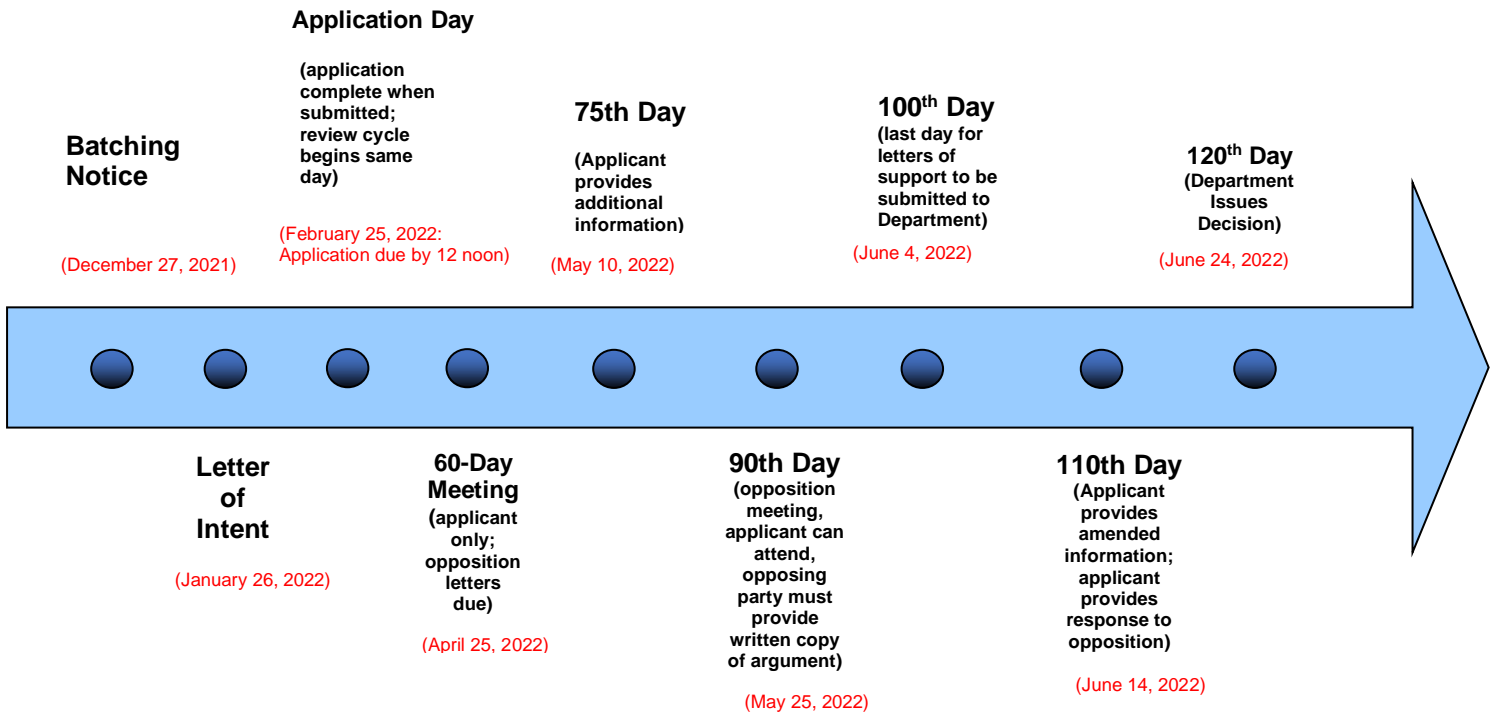 Batching
Notice
(December 27, 2021)
Letter
of
Intent
(January 26, 2022)
Application Day
(application
complete when
submitted;
review cycle
begins same
day)
(February 25, 2022:
Application due by 12 noon)
60-Day
Meeting
(applicant
only;
opposition
letters
due)
(April 25, 2022)
75th Day
(Applicant
provides
additional
information)
(May 10, 2022)
90th Day
(opposition
meeting,
applicant can
attend,
opposing
party must
provide
written copy
of argument)
(May 25, 2022)
100th Day
(last day for
letters of
support to be
submitted to
Department)
(June 4, 2022)
110th Day
(Applicant
provides
amended
information;
applicant
provides
response to
opposition)
(June 14, 2022)
120th Day
(Department
Issues
Decision)
(June 24, 2022)